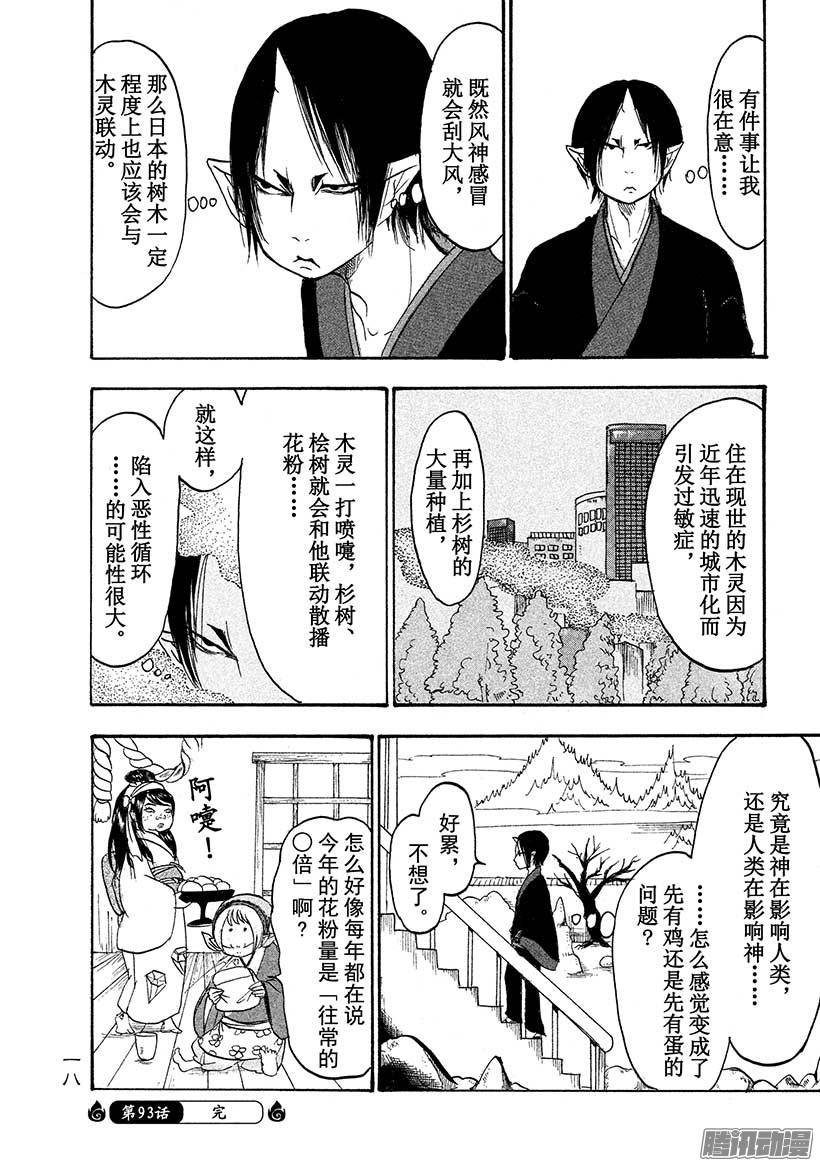 有件事让我
很在意……
既然风神感冒
就会刮大风，
那么日本的树木一定
程度上也应该会与
木灵联动。
住在现世的木灵因为
近年迅速的城市化而
引发过敏症，
再加上杉树的
大量种植，
木灵一打喷嚏，杉树、
桧树就会和他联动散播
花粉……
就这样，
陷入恶性循环
……的可能性很大。
究竟是神在影响人类，
还是人类在影响神……
……怎么感觉变成了
先有鸡还是先有蛋的
问题？
好累，
不想了。
阿嚏！
怎么好像每年都在说
今年的花粉量是「往常的
〇倍」啊？
一八
第93话 完
腾讯动漫